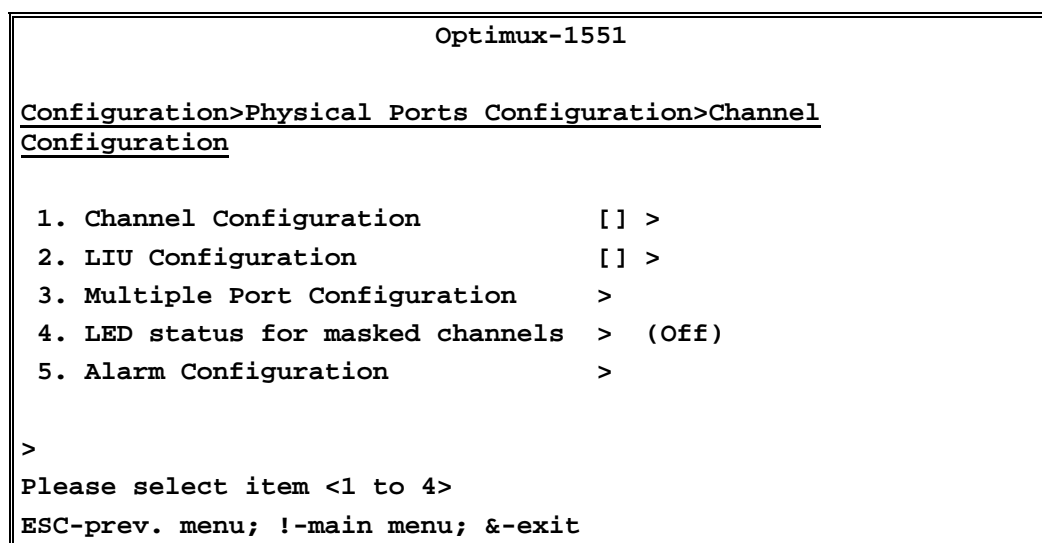 Optimux-1551
Configuration>Physical Ports Configuration>Channel
Configuration
1. Channel Configuration [] >
2. LIU Configuration [] >
3. Multiple Port Configuration >
4. LED status for masked channels > (Off)
5. Alarm Configuration >
>
Please select item <1 to 4>
ESC-prev. menu; !-main menu; &-exit